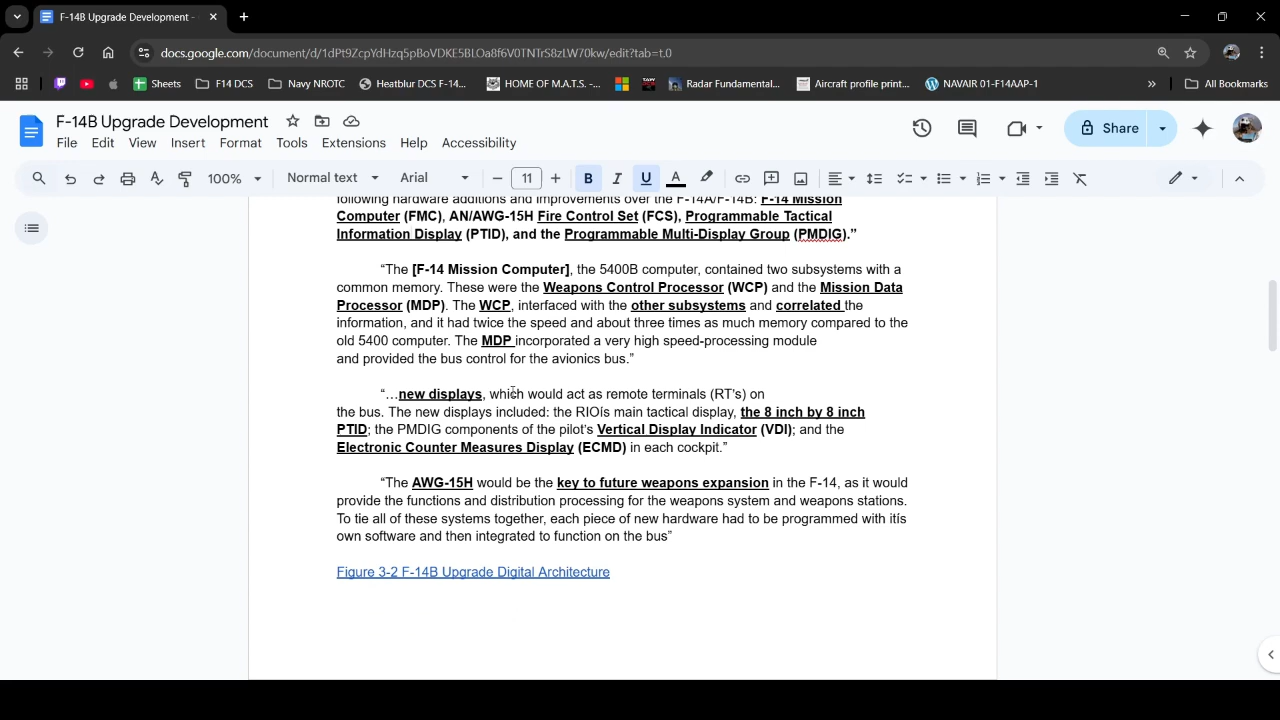 F-14B Upgrade Development -
docs.google.com/document/d/1dPt9ZcpYdHzq5pBoVDKE5BLOa8f6V0TNTrS8zLW70kw/edit?tab=t.0
Sheets F14 DCS Navy NROTC Heatblur DCS F-14... HOME OF M.A.T.S. -... Radar Fundamental... Aircraft profile print... NAVAIR 01-F14AAP-1 » All Bookmarks
F-14B Upgrade Development
File Edit View Insert Format Tools Extensions Help Accessibility
Share
100% Normal text Arial − 11 + B I U A
following hardware additions and improvements over the F-14A/F-14B: F-14 Mission
Computer (FMC), AN/AWG-15H Fire Control Set (FCS), Programmable Tactical
Information Display (PTID), and the Programmable Multi-Display Group (PMDIG).”
“The [F-14 Mission Computer], the 5400B computer, contained two subsystems with a
common memory. These were the Weapons Control Processor (WCP) and the Mission Data
Processor (MDP). The WCP, interfaced with the other subsystems and correlated the
information, and it had twice the speed and about three times as much memory compared to the
old 5400 computer. The MDP incorporated a very high speed-processing module
and provided the bus control for the avionics bus.”
“…new displays, which would act as remote terminals (RT's) on
the bus. The new displays included: the RIOís main tactical display, the 8 inch by 8 inch
PTID; the PMDIG components of the pilot’s Vertical Display Indicator (VDI); and the
Electronic Counter Measures Display (ECMD) in each cockpit.”
“The AWG-15H would be the key to future weapons expansion in the F-14, as it would
provide the functions and distribution processing for the weapons system and weapons stations.
To tie all of these systems together, each piece of new hardware had to be programmed with itís
own software and then integrated to function on the bus”
Figure 3-2 F-14B Upgrade Digital Architecture